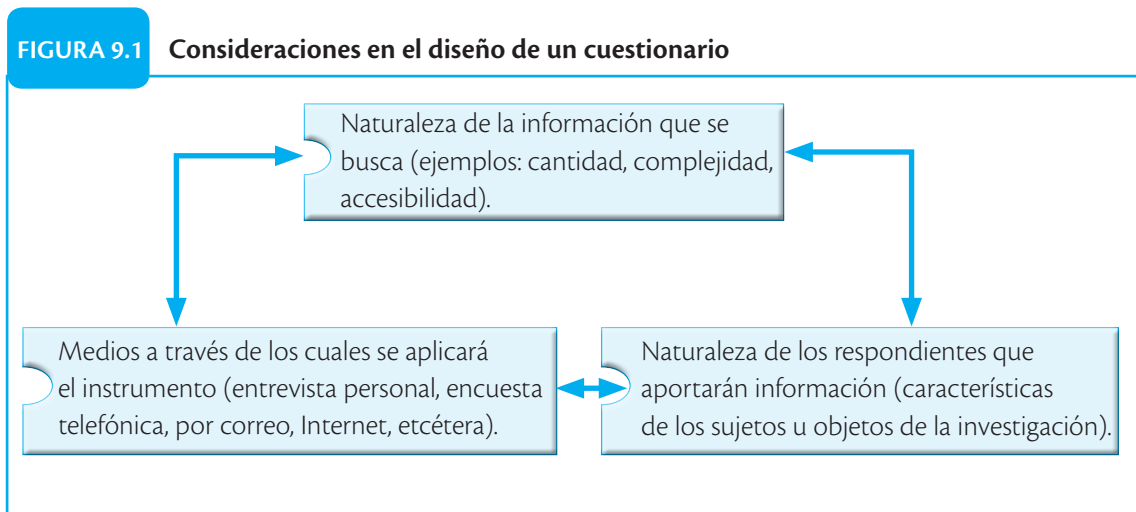 FIGURA 9.1 Consideraciones en el diseño de un cuestionario
Naturaleza de la información que se
busca (ejemplos: cantidad, complejidad,
accesibilidad).
Medios a través de los cuales se aplicará
el instrumento (entrevista personal, encuesta
telefónica, por correo, Internet, etcétera).
Naturaleza de los respondientes que
aportarán información (características
de los sujetos u objetos de la investigación).